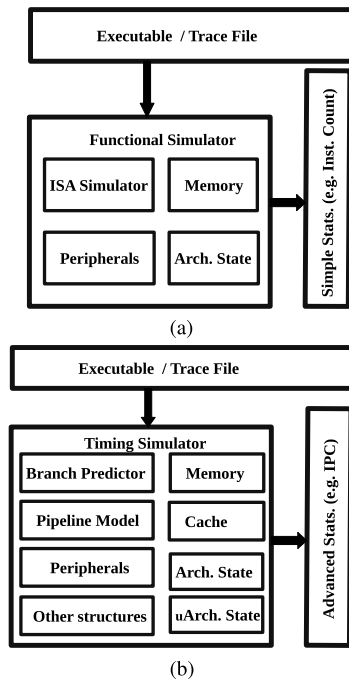 Executable / Trace File
Functional Simulator
ISA Simulator
Memory
Peripherals
Arch. State
Simple Stats. (e.g. Inst. Count)
(a)
Executable / Trace File
Timing Simulator
Branch Predictor
Memory
Pipeline Model
Cache
Peripherals
Arch. State
Other structures
uArch. State
Advanced Stats. (e.g. IPC)
(b)